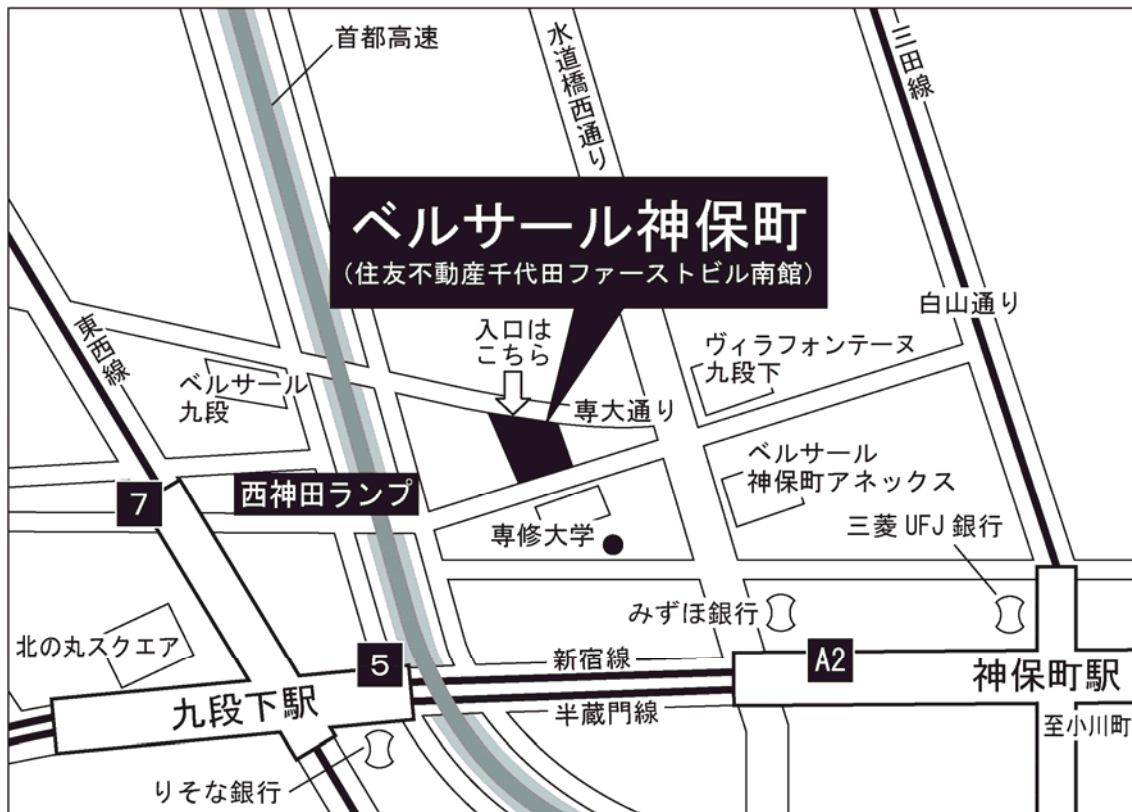 首都高速
水道橋西通り
三田線
ベルサール神保町
(住友不動産千代田ファーストビル南館)
白山通り
東西線
入口は
こちら
ヴィラフォンテーヌ
九段下
ベルサール
九段
専大通り
ベルサール
神保町アネックス
7
西神田ランプ
専修大学
三菱UFJ銀行
みずほ銀行
北の丸スクエア
5
新宿線
A2
神保町駅
九段下駅
半蔵門線
至小川町
りそな銀行